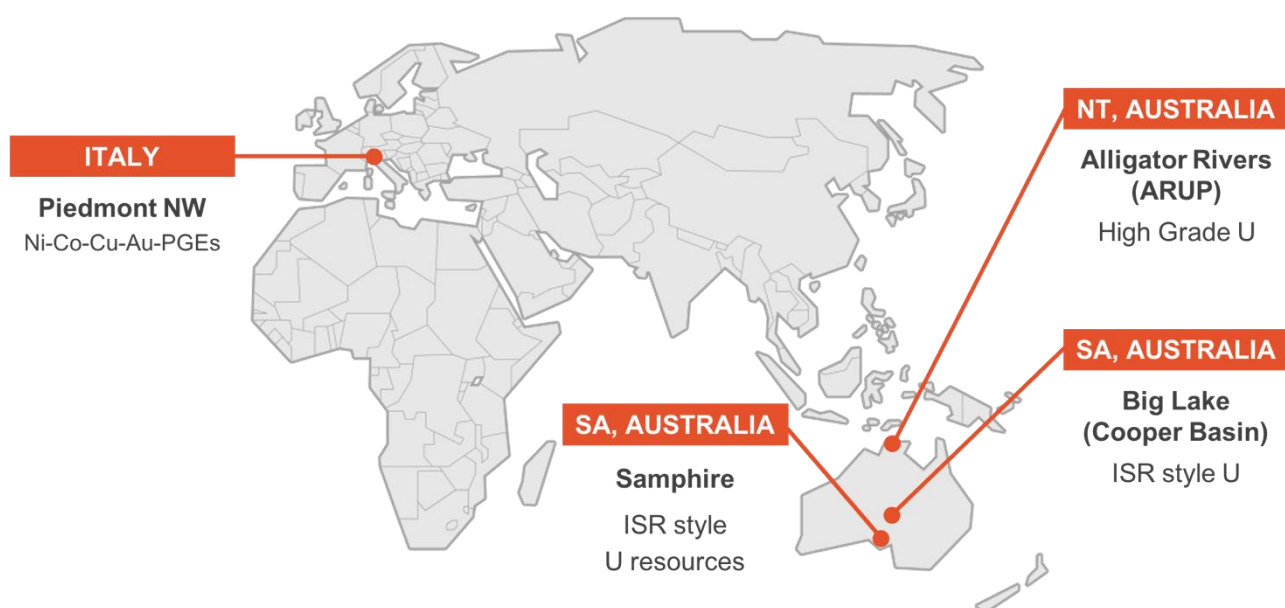 ITALY
Piedmont NW
Ni-Co-Cu-Au-PGEs
NT, AUSTRALIA
Alligator Rivers
(ARUP)
High Grade U
SA, AUSTRALIA
Big Lake
(Cooper Basin)
ISR style U
SA, AUSTRALIA
Samphire
ISR style
U resources